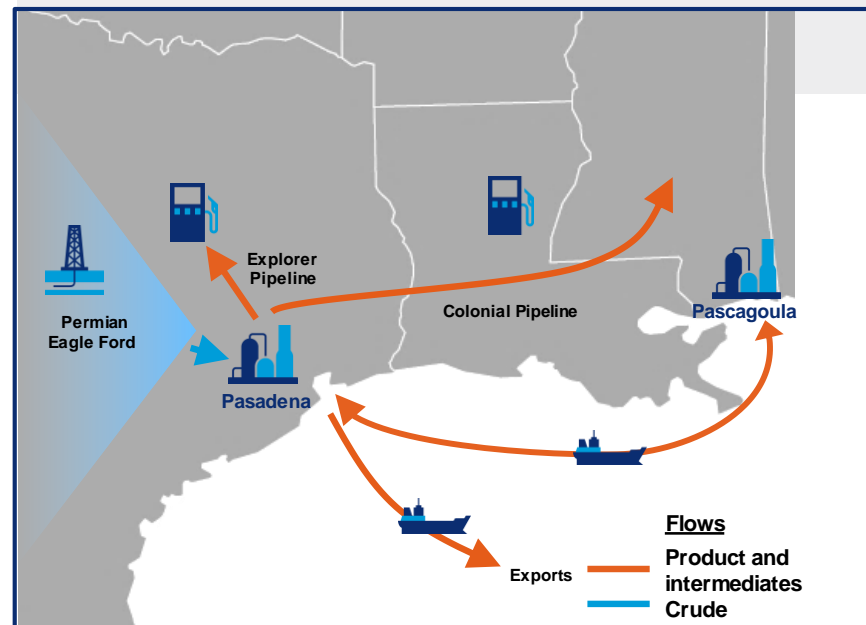 Explorer
Pipeline
Permian
Eagle Ford
Colonial Pipeline
Pascagoula
Pasadena
Exports
Flows
Product and
intermediates
Crude